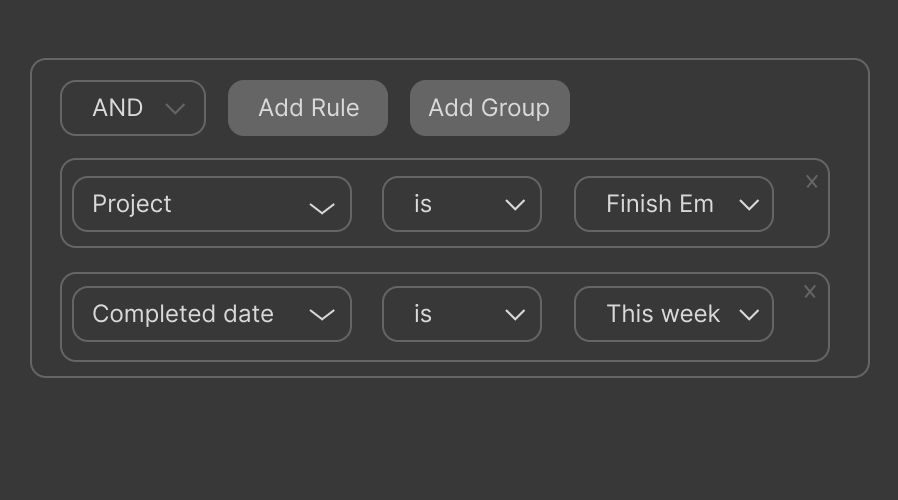 AND Add Rule Add Group
Project is Finish Em x
Completed date is This week x